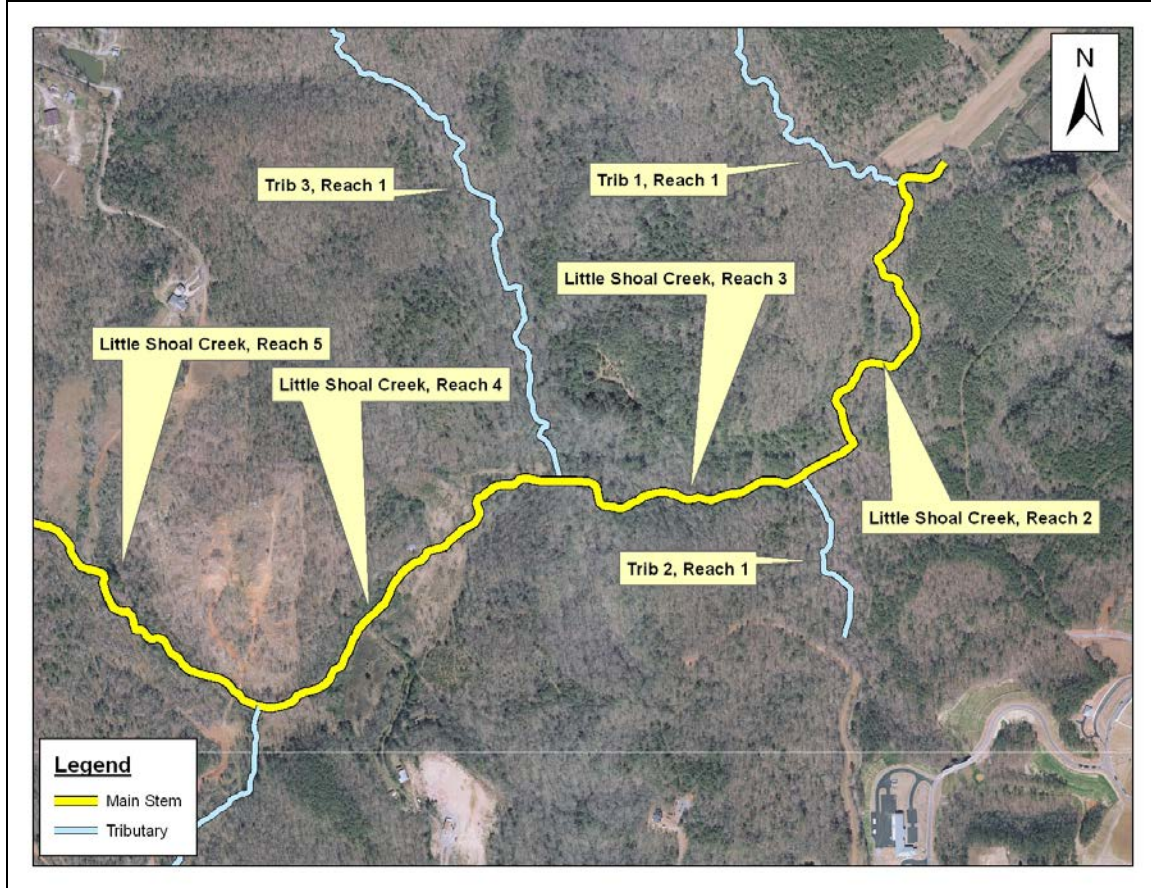 N
Trib 3, Reach 1
Trib 1, Reach 1
Little Shoal Creek, Reach 3
Little Shoal Creek, Reach 5
Little Shoal Creek, Reach 4
Little Shoal Creek, Reach 2
Trib 2, Reach 1
Legend
Main Stem
Tributary